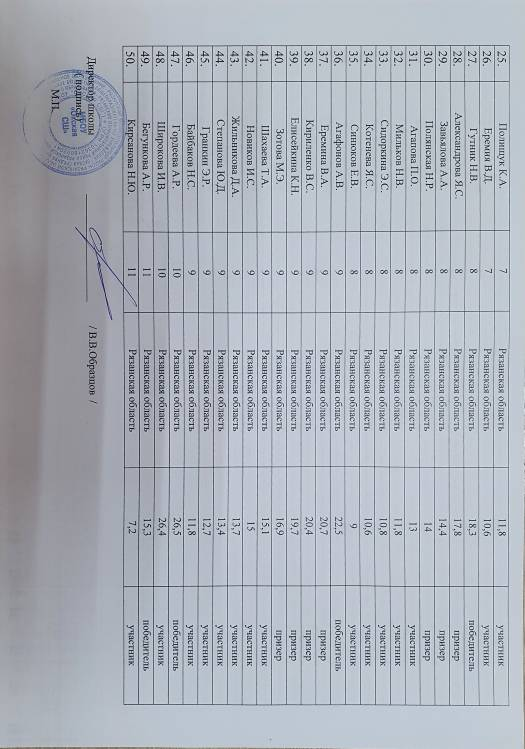 25. Полищук К.А. 7 Рязанская область 11,8 участник
26. Еремия В.Д. 7 Рязанская область 10,6 участник
27. Гутник Н.В. 8 Рязанская область 18,3 победитель
28. Александрова Я.С. 8 Рязанская область 17,8 призер
29. Завьялова А.А. 8 Рязанская область 14,4 призер
30. Полянская Н.Р. 8 Рязанская область 14 призер
31. Агапова П.О. 8 Рязанская область 13 участник
32. Мильков Н.В. 8 Рязанская область 11,8 участник
33. Сидоркина Э.С. 8 Рязанская область 10,8 участник
34. Котенева Я.С. 8 Рязанская область 10,6 участник
35. Синюков Е.В. 8 Рязанская область 9 участник
36. Агафонов А.В. 9 Рязанская область 22,5 победитель
37. Еремина В.А. 9 Рязанская область 20,7 призер
38. Кириленко В.С. 9 Рязанская область 20,4 призер
39. Елисейкина К.Н. 9 Рязанская область 19,7 призер
40. Зотова М.Э. 9 Рязанская область 16,9 призер
41. Шахаева Т.А. 9 Рязанская область 15,1 участник
42. Новиков И.С. 9 Рязанская область 15 участник
43. Жильникова Д.А. 9 Рязанская область 13,7 участник
44. Степанова Ю.Д. 9 Рязанская область 13,4 участник
45. Гранкин Э.Р. 9 Рязанская область 12,7 участник
46. Байбаков Н.С. 9 Рязанская область 11,8 участник
47. Гордеева А.Р. 10 Рязанская область 26,5 победитель
48. Широкова И.В. 10 Рязанская область 26,4 участник
49. Бегункова А.Р. 11 Рязанская область 15,3 победитель
50. Кирсанова Н.Ю. 11 Рязанская область 7,2 участник
Директор школы / В.В.Образцов /
(подпись)
М.П.